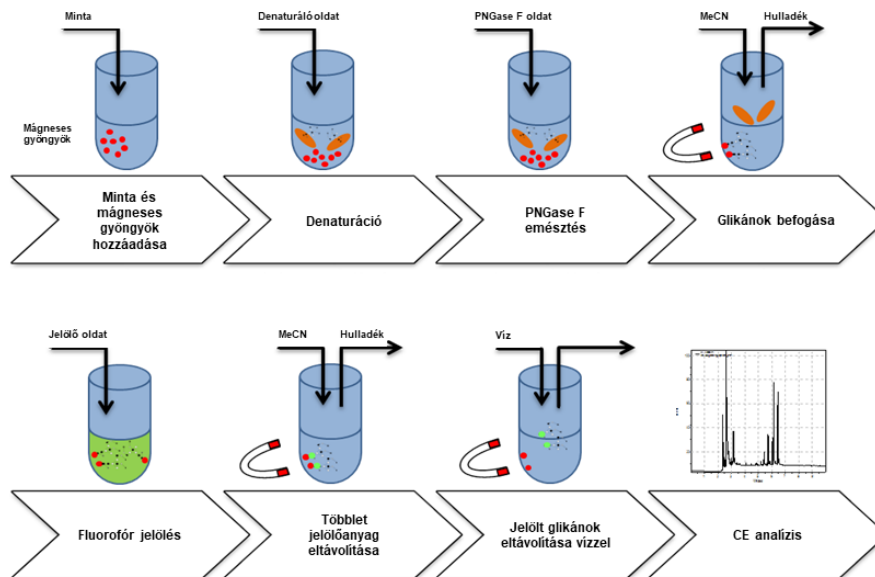 Minta
Denaturáló oldat
PNGase F oldat
MeCN
Hulladék
Mágneses
gyöngyök
Minta és
mágneses
gyöngyök
hozzáadása
Denaturáció
PNGase F
emésztés
Glikánok befogása
Jelölő oldat
MeCN
Hulladék
Víz
Fluorofór jelölés
Többlet
jelölőanyag
eltávolítása
Jelölt glikánok
eltávolítása vízzel
CE analízis